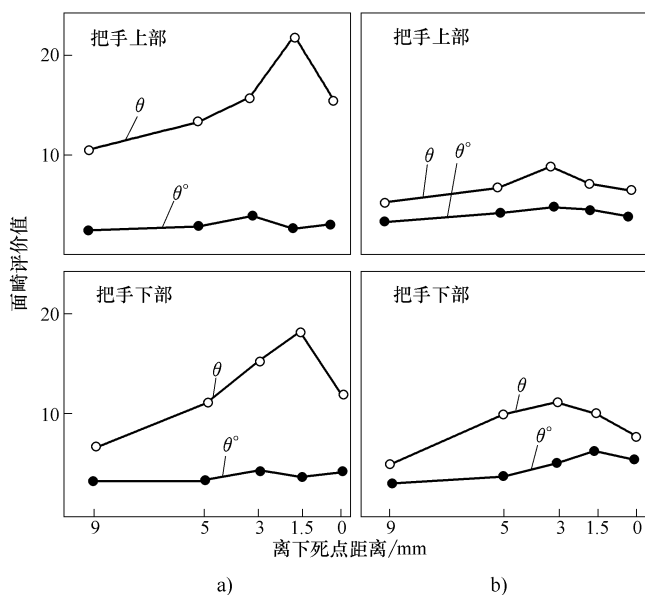 把手上部
把手上部
20
10
θ
θ°
θ
θ°
面畸评价值
把手下部
把手下部
20
10
θ
θ°
θ
θ°
9 5 3 1.5 0
9 5 3 1.5 0
离下死点距离/mm
a)
b)